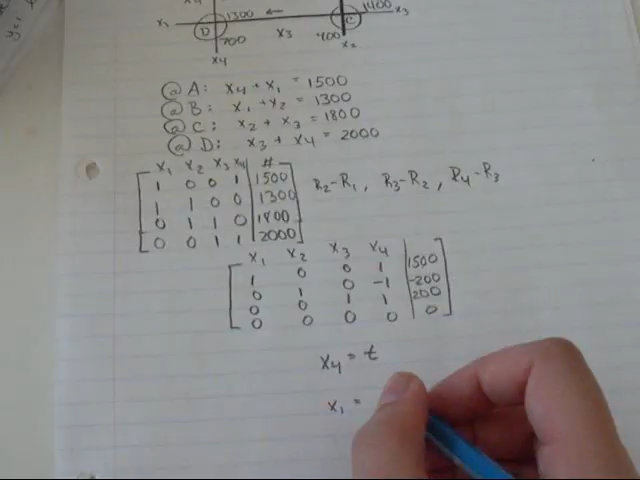 x₄
x₃ D 1300 ← C 1400 x₃
700 x₃ 400 x₂
x₄
@ A: x₄ + x₁ = 1500
@ B: x₁ + x₂ = 1300
@ C: x₂ + x₃ = 1800
@ D: x₃ + x₄ = 2000
x₁ x₂ x₃ x₄ #
1 0 0 1 1500
1 1 0 0 1300
0 1 1 0 1800
0 0 1 1 2000
R₂-R₁, R₃-R₂, R₄-R₃
x₁ x₂ x₃ x₄
1 0 0 1 1500
0 1 0 -1 -200
0 0 1 1 200
0 0 0 0 0
x₄ = t
x₁ =